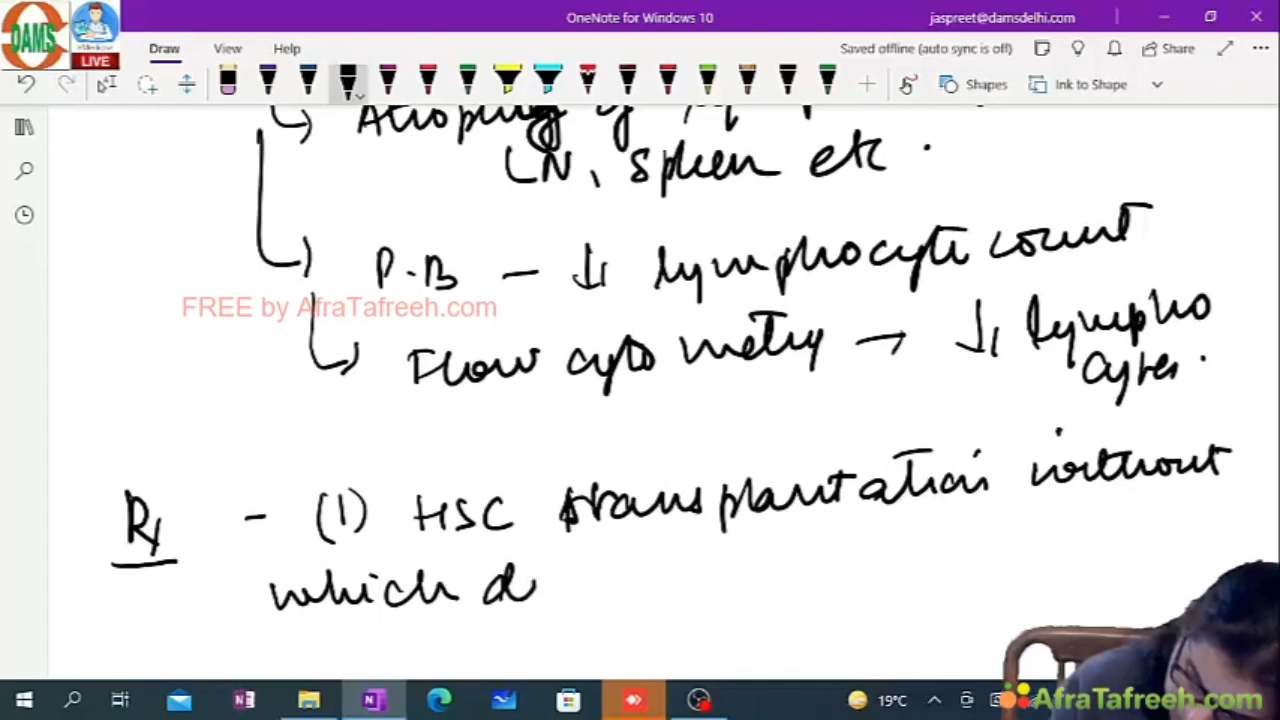 OneNote for Windows 10
jaspreet@damsdelhi.com
DAMS
LIVE
Draw View Help
Saved offline (auto sync is off)
Share
Shapes
Ink to Shape
Atrophy of
LN, Spleen etc.
P.B - ↓ lymphocyte count
FREE by AfraTafreeh.com
Flow cytometry → ↓ lympho
cytes.
Rx - (1) HSC transplantation without
which d
19°C
AfraTafreeh.com